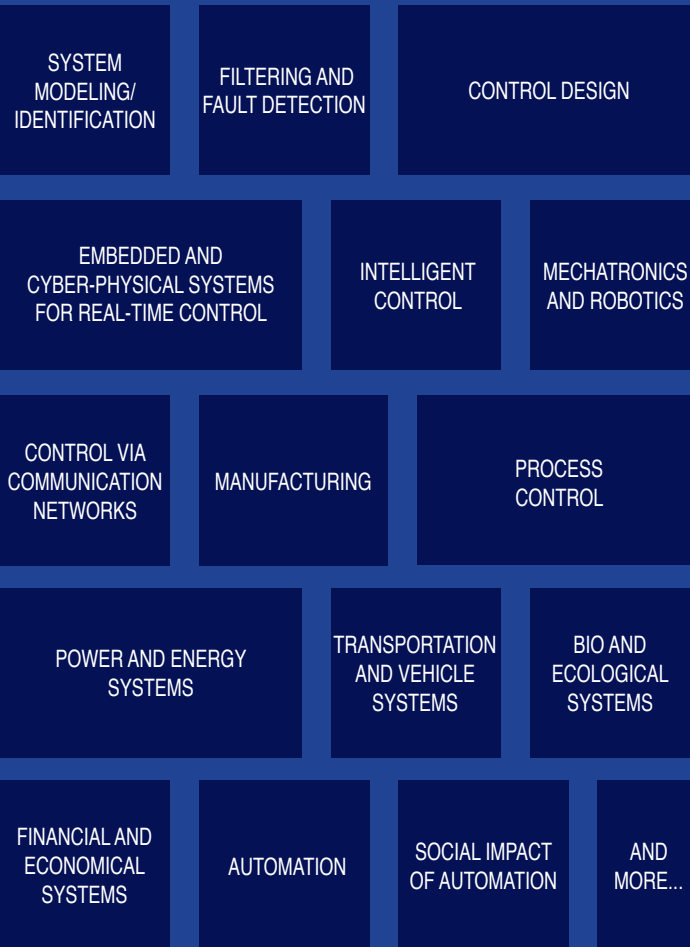 SYSTEM
MODELING/
IDENTIFICATION
FILTERING AND
FAULT DETECTION
CONTROL DESIGN
EMBEDDED AND
CYBER-PHYSICAL SYSTEMS
FOR REAL-TIME CONTROL
INTELLIGENT
CONTROL
MECHATRONICS
AND ROBOTICS
CONTROL VIA
COMMUNICATION
NETWORKS
MANUFACTURING
PROCESS
CONTROL
POWER AND ENERGY
SYSTEMS
TRANSPORTATION
AND VEHICLE
SYSTEMS
BIO AND
ECOLOGICAL
SYSTEMS
FINANCIAL AND
ECONOMICAL
SYSTEMS
AUTOMATION
SOCIAL IMPACT
OF AUTOMATION
AND
MORE...